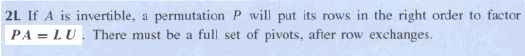 2L If A is invertible, a permutation P will put its rows in the right order to factor
PA = LU. There must be a full set of pivots, after row exchanges.